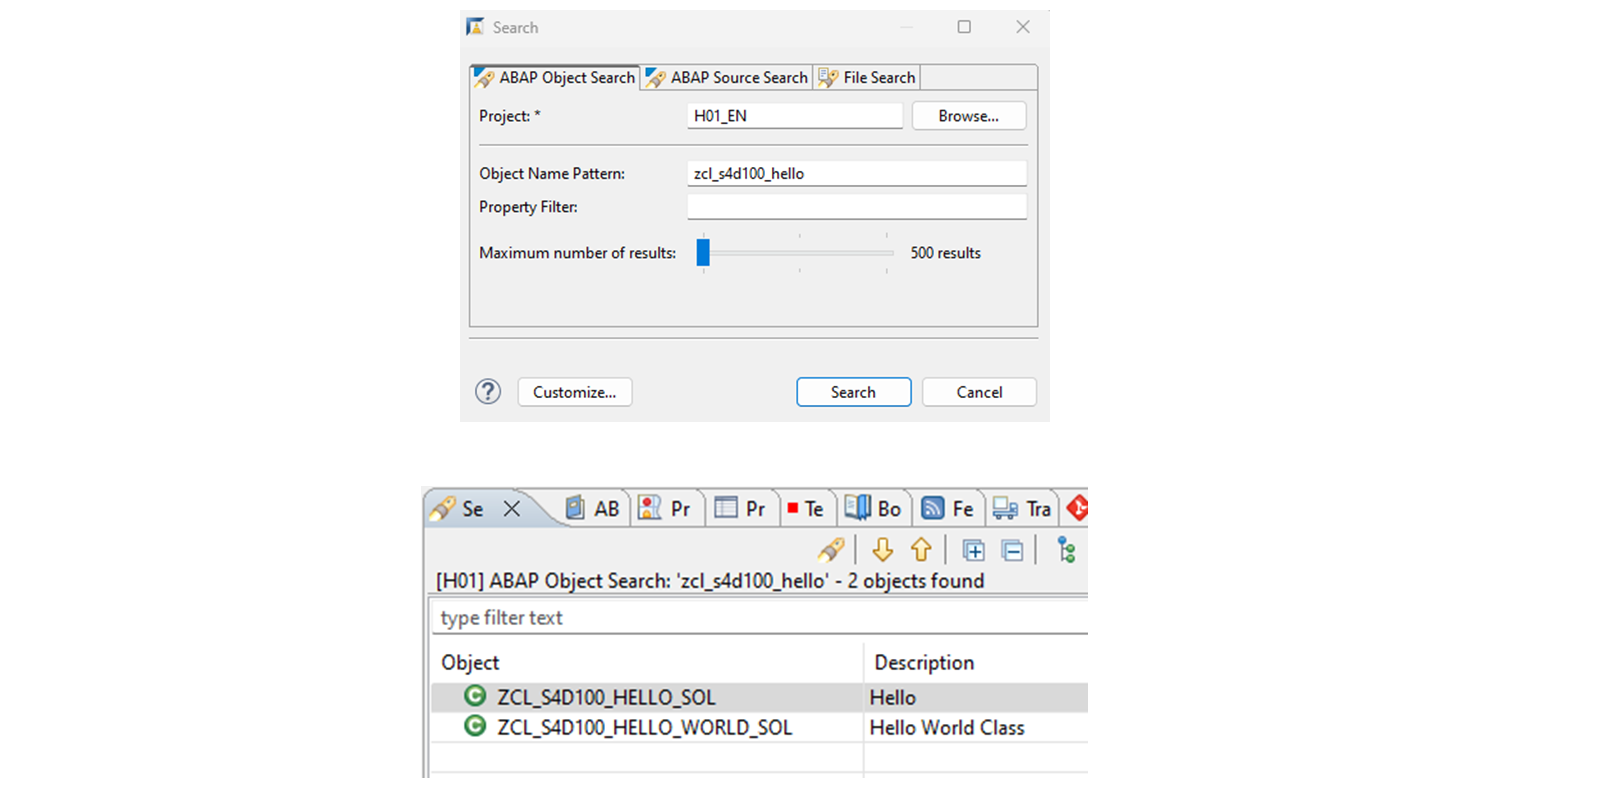 Search
ABAP Object Search ABAP Source Search File Search
Project: * H01_EN Browse...
Object Name Pattern: zcl_s4d100_hello
Property Filter:
Maximum number of results: 500 results
? Customize... Search Cancel
Se AB Pr Pr Te Bo Fe Tra
[H01] ABAP Object Search: 'zcl_s4d100_hello' - 2 objects found
type filter text
Object Description
C ZCL_S4D100_HELLO_SOL Hello
C ZCL_S4D100_HELLO_WORLD_SOL Hello World Class